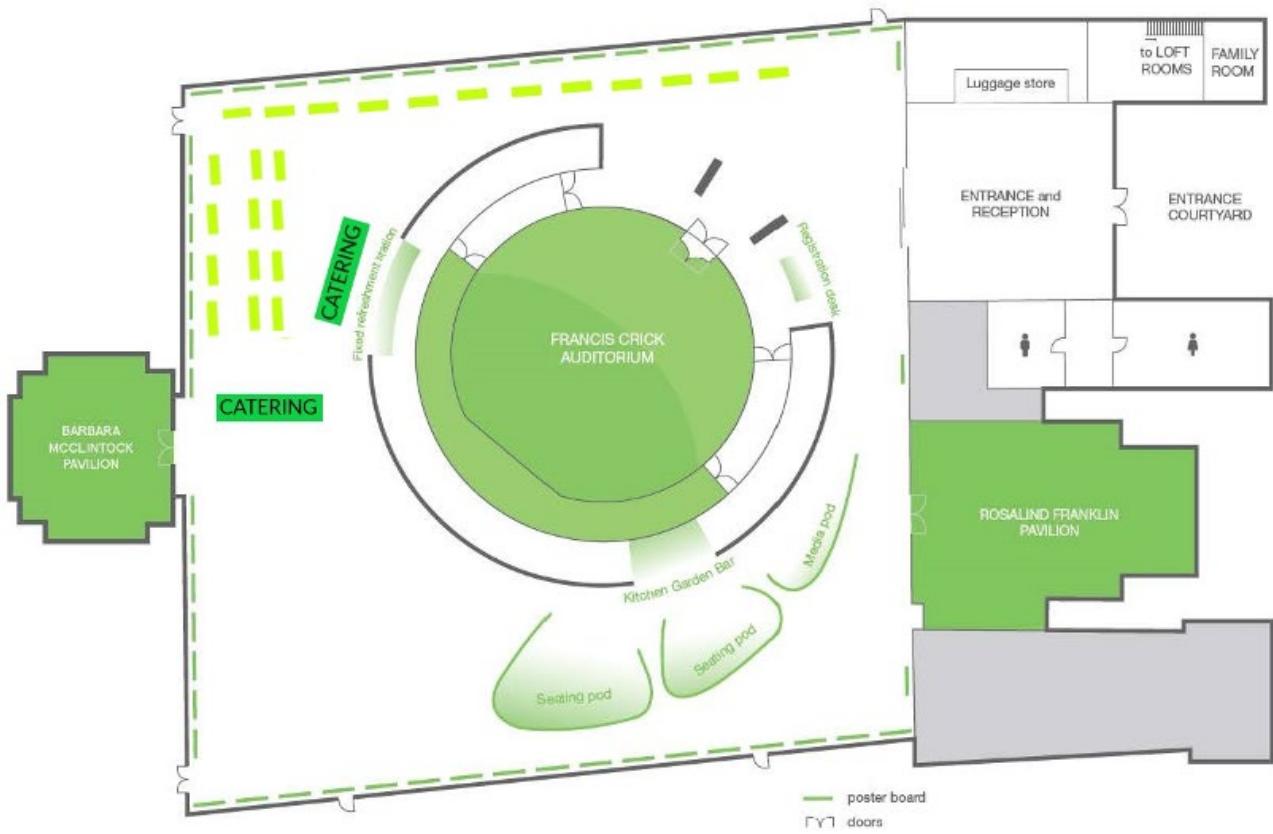 to LOFT
ROOMS
FAMILY
ROOM
Luggage store
ENTRAINCE and
RECEPTION
ENTRANCE
COURTYARD
CATERING
Fixed refreshment station
Registration desk
FRANCIS CRICK
AUDITORIUM
CATERING
BARBARA
MCCLINTOCK
PAVILION
ROSALIND FRANKLIN
PAVILION
Media pod
Kitchen Garden Bar
Seating pod
Seating pod
poster board
doors